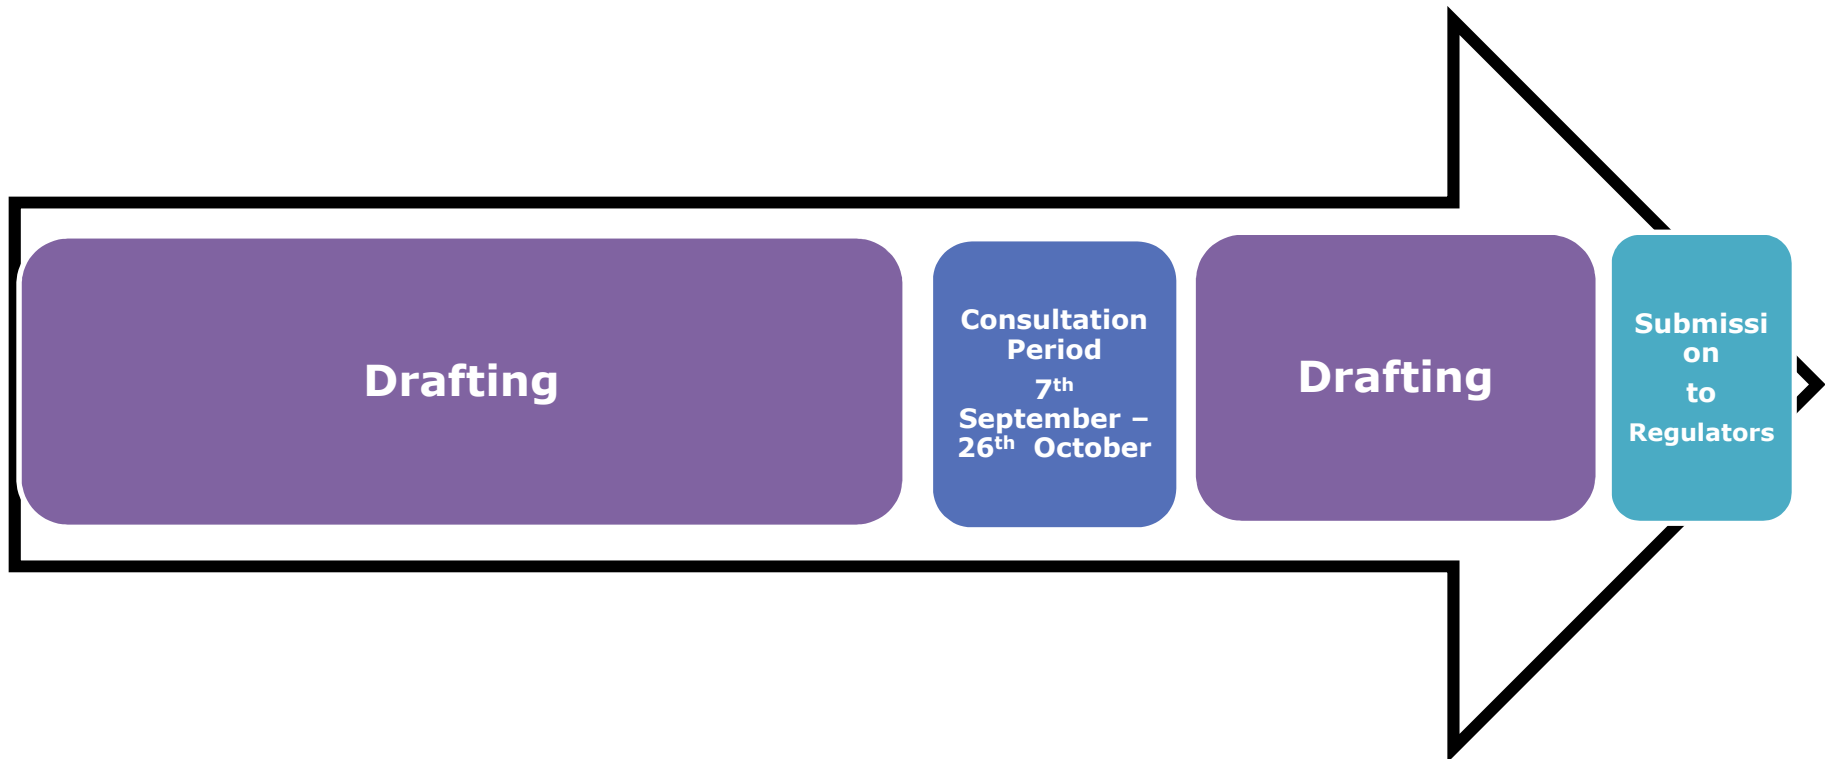 Drafting
Consultation
Period
7th
September –
26th October
Drafting
Submissi
on
to
Regulators